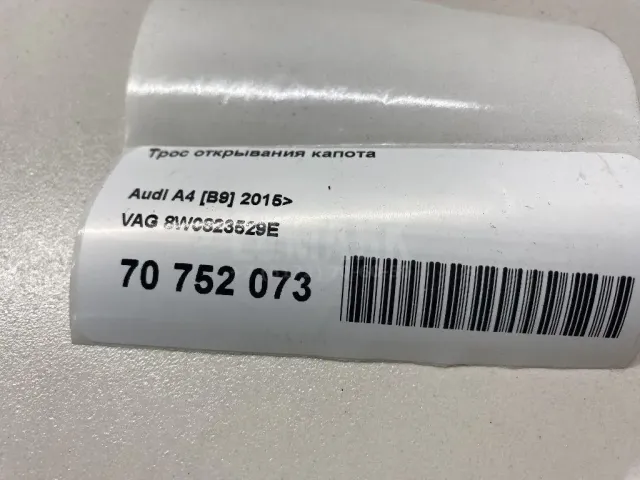 Трос открывания капота
Audi A4 [B9] 2015>
VAG 8W0823529E
70 752 073